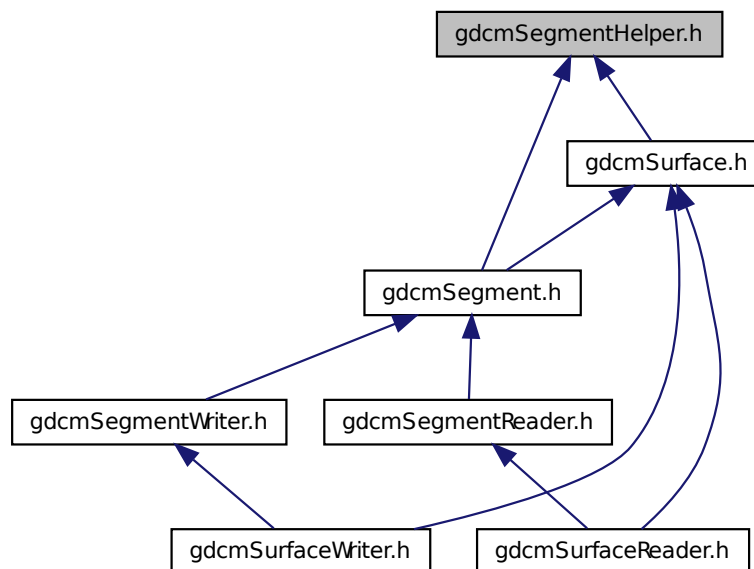 gdcmSegmentHelper.h
gdcmSurface.h
gdcmSegment.h
gdcmSegmentWriter.h
gdcmSegmentReader.h
gdcmSurfaceWriter.h
gdcmSurfaceReader.h